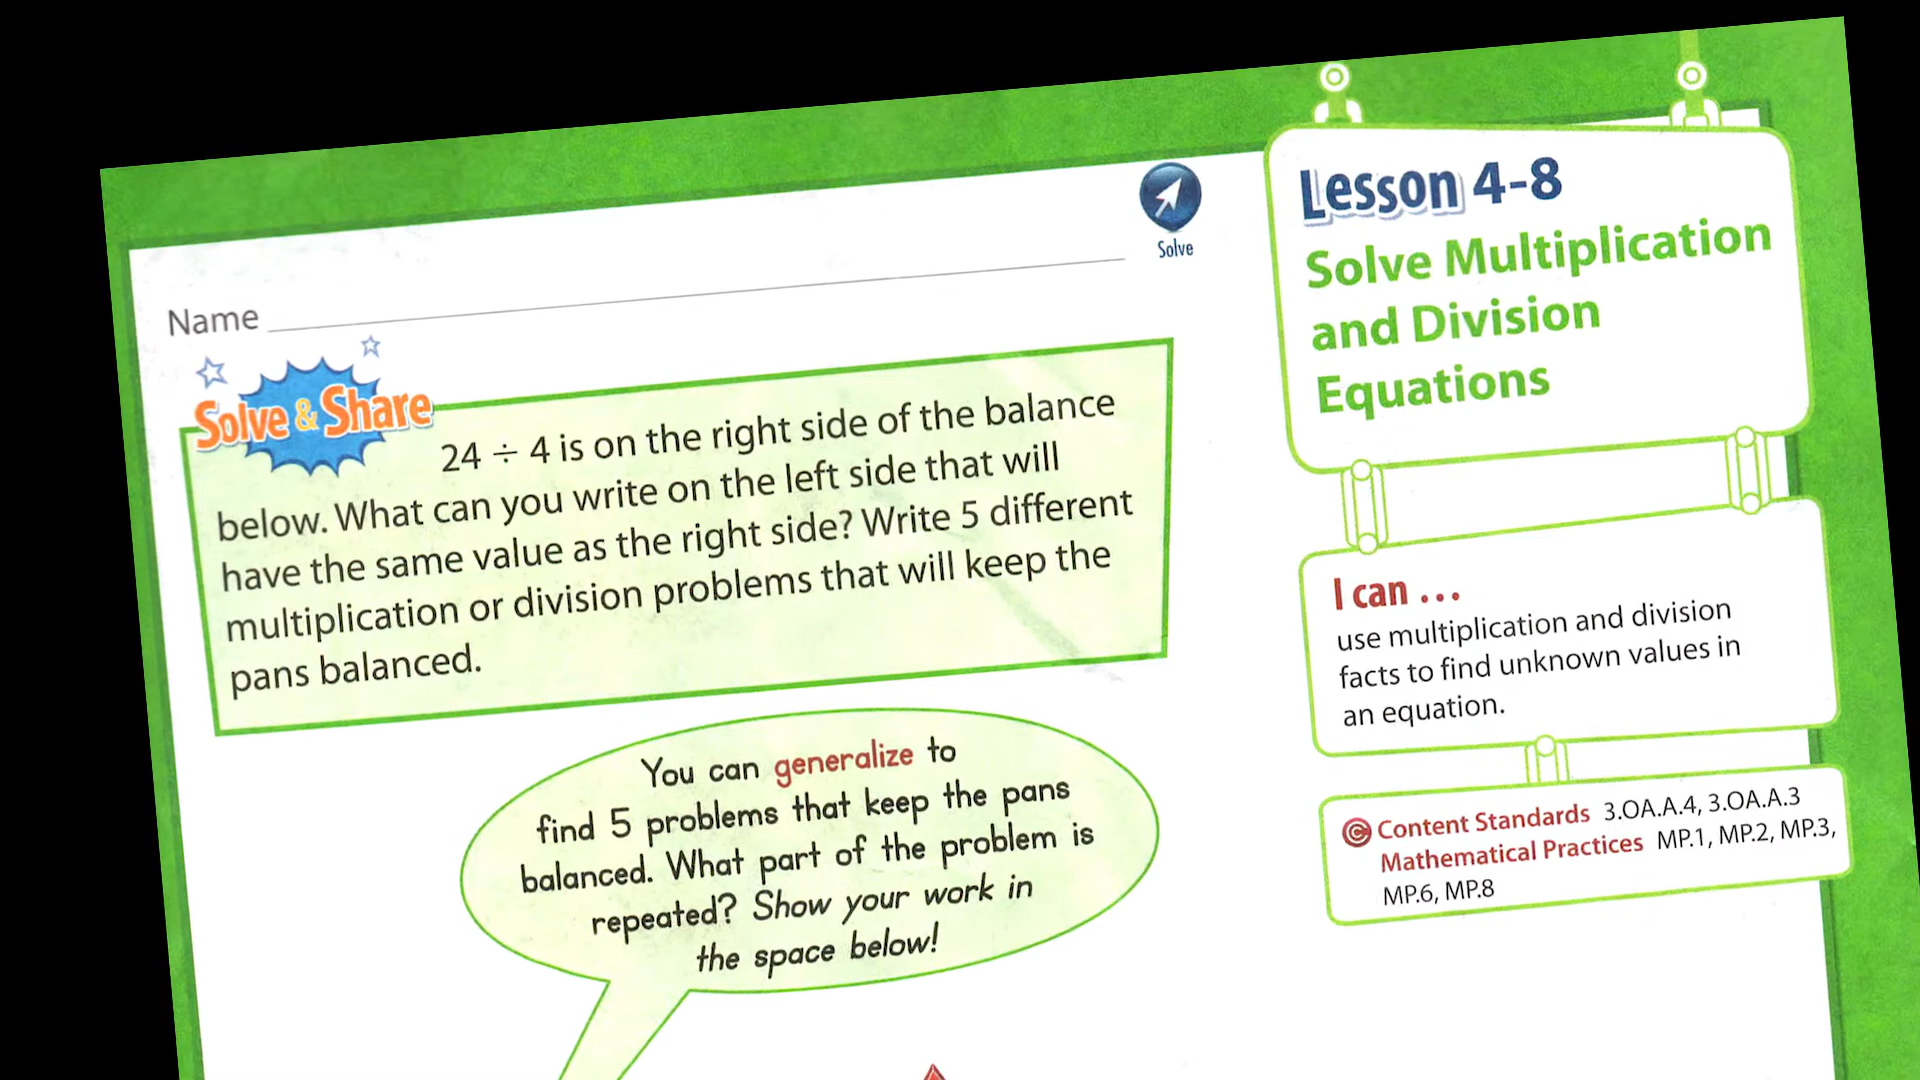 Solve
Name
Solve & Share
24 ÷ 4 is on the right side of the balance
below. What can you write on the left side that will
have the same value as the right side? Write 5 different
multiplication or division problems that will keep the
pans balanced.
You can generalize to
find 5 problems that keep the pans
balanced. What part of the problem is
repeated? Show your work in
the space below!
Lesson 4-8
Solve Multiplication
and Division
Equations
I can ...
use multiplication and division
facts to find unknown values in
an equation.
Content Standards 3.OA.A.4, 3.OA.A.3
Mathematical Practices MP.1, MP.2, MP.3,
MP.6, MP.8